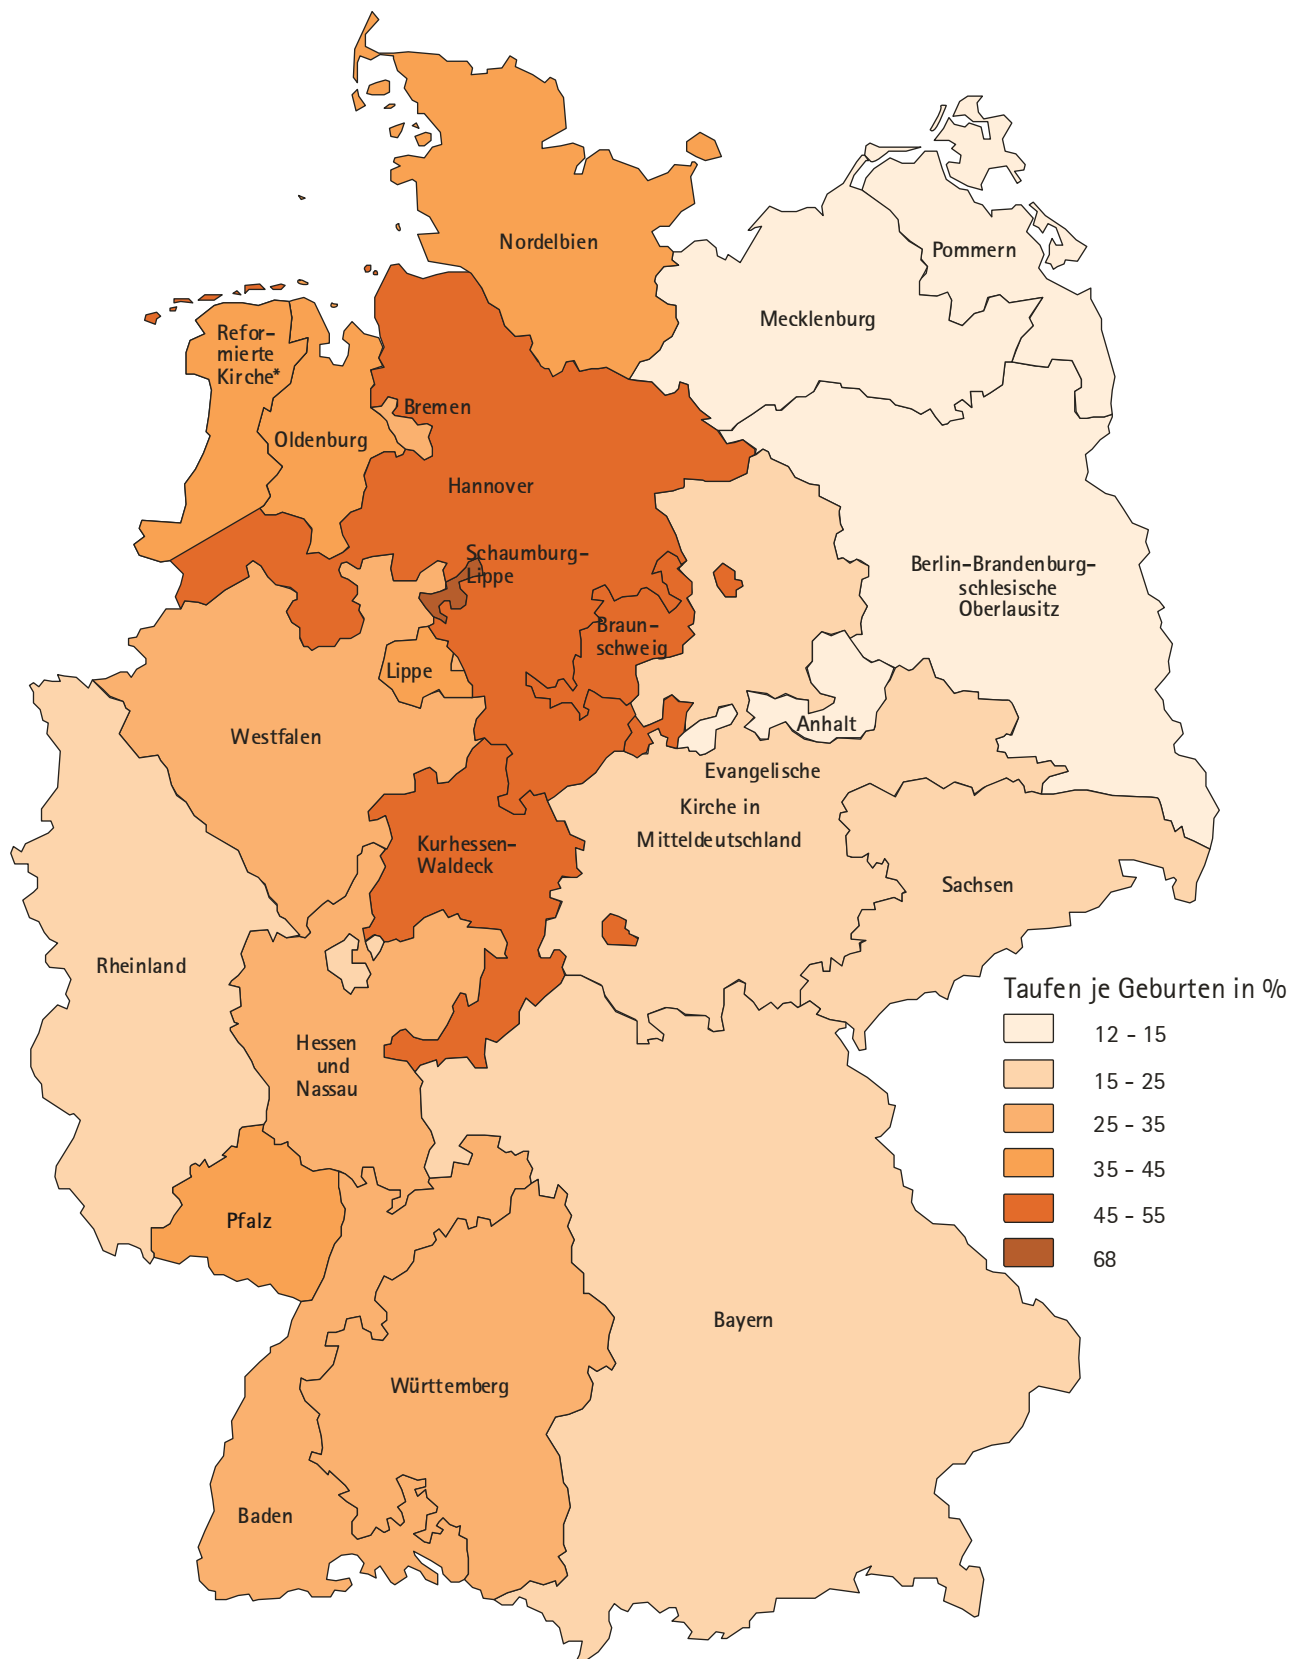 Nordelbien
Pommern
Mecklenburg
Refor-
mierte
Kirche*
Bremen
Oldenburg
Hannover
Schaumburg-
Lippe
Berlin-Brandenburg-
schlesische
Oberlausitz
Braun-
schweig
Lippe
Anhalt
Westfalen
Evangelische
Kirche in
Mitteldeutschland
Kurhessen-
Waldeck
Sachsen
Rheinland
Taufen je Geburten in %
12 - 15
15 - 25
25 - 35
35 - 45
45 - 55
68
Hessen
und
Nassau
Pfalz
Bayern
Württemberg
Baden